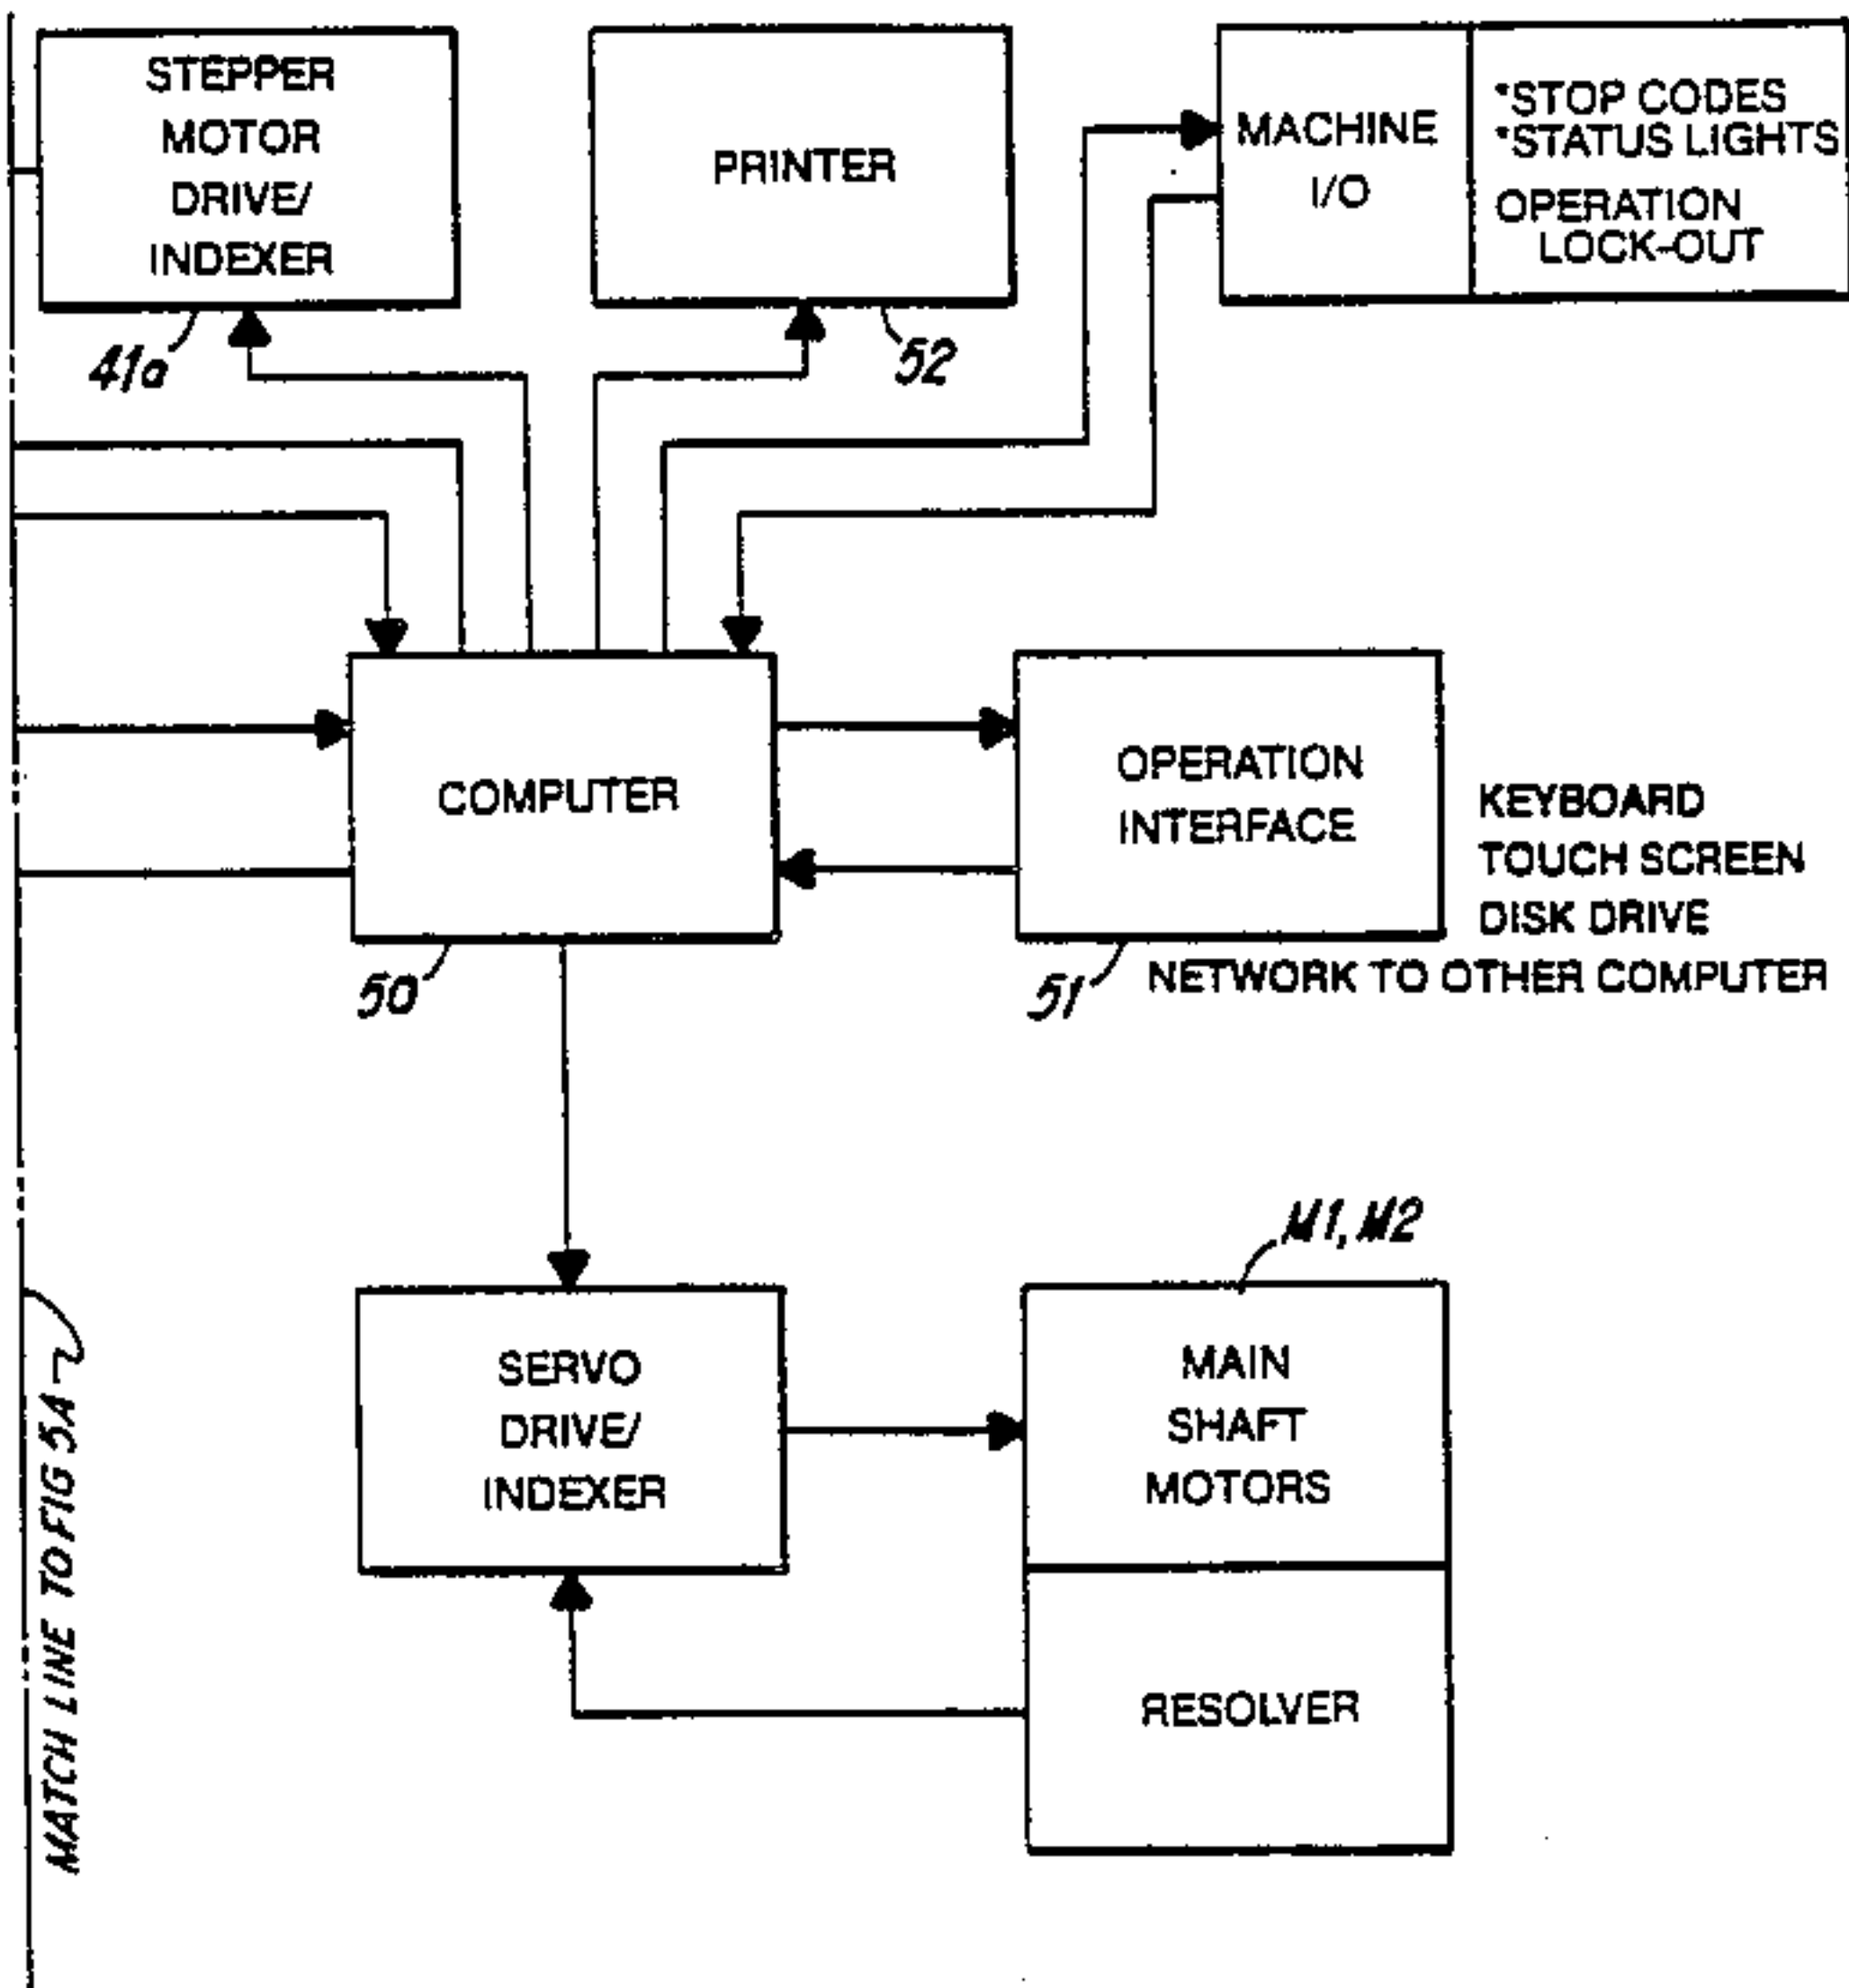 STEPPER
MOTOR
DRIVE/
INDEXER
41a
PRINTER
52
MACHINE
I/O
*STOP CODES
*STATUS LIGHTS
OPERATION
LOCK-OUT
COMPUTER
50
OPERATION
INTERFACE
51
KEYBOARD
TOUCH SCREEN
DISK DRIVE
NETWORK TO OTHER COMPUTER
SERVO
DRIVE/
INDEXER
M1, M2
MAIN
SHAFT
MOTORS
RESOLVER
MATCH LINE TO FIG 5A